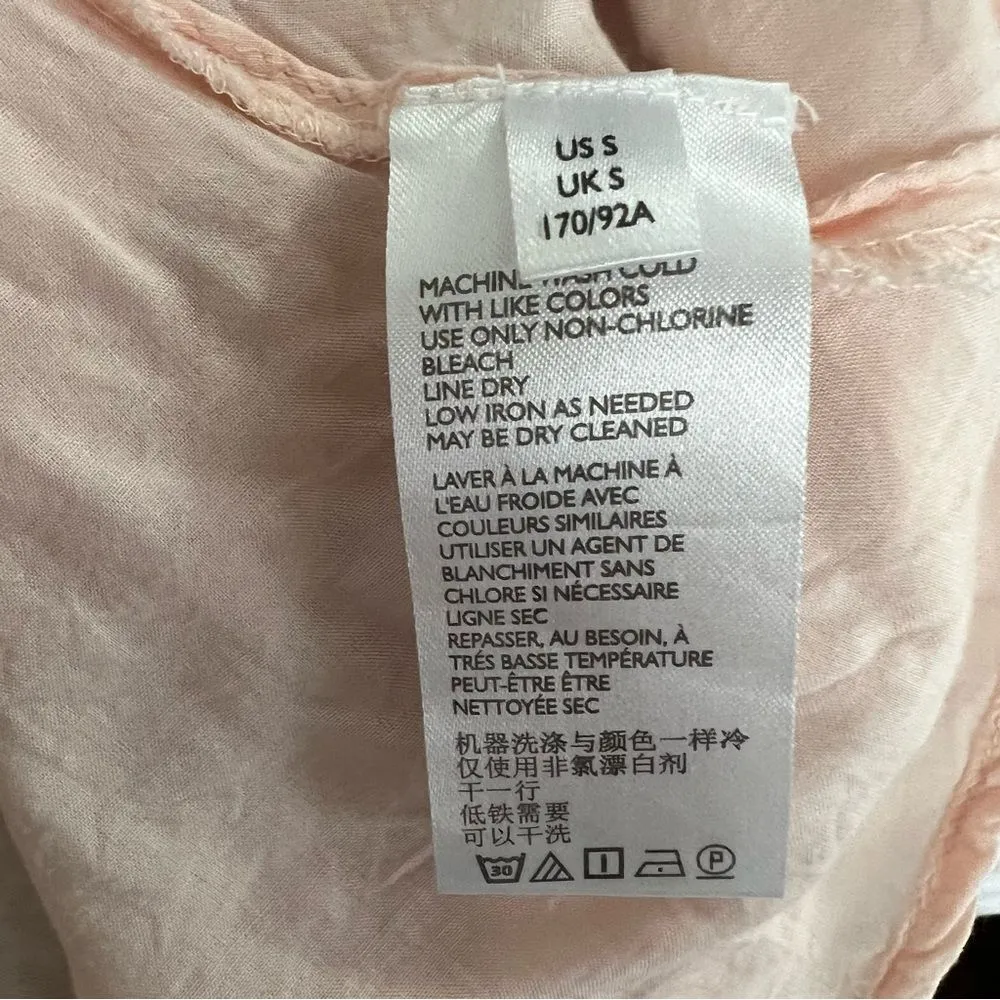 US S
UK S
170/92A
MACHINE WASH COLD
WITH LIKE COLORS
USE ONLY NON-CHLORINE
BLEACH
LINE DRY
LOW IRON AS NEEDED
MAY BE DRY CLEANED
LAVER À LA MACHINE À
L'EAU FROIDE AVEC
COULEURS SIMILAIRES
UTILISER UN AGENT DE
BLANCHIMENT SANS
CHLORE SI NÉCESSAIRE
LIGNE SEC
REPASSER, AU BESOIN, À
TRÉS BASSE TEMPÉRATURE
PEUT-ÊTRE ÊTRE
NETTOYÉE SEC
机器洗涤与颜色一样冷
仅使用非氯漂白剂
干一行
低铁需要
可以干洗
30 P